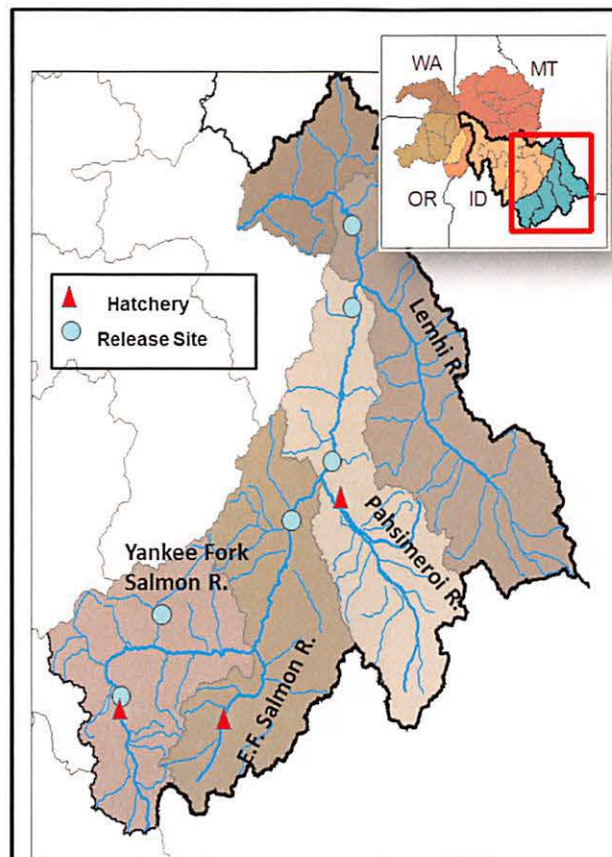 WA
MT
OR
ID
Hatchery
Release Site
Lemhi R.
Pahsimeroi R.
Yankee Fork
Salmon R.
E.F. Salmon R.